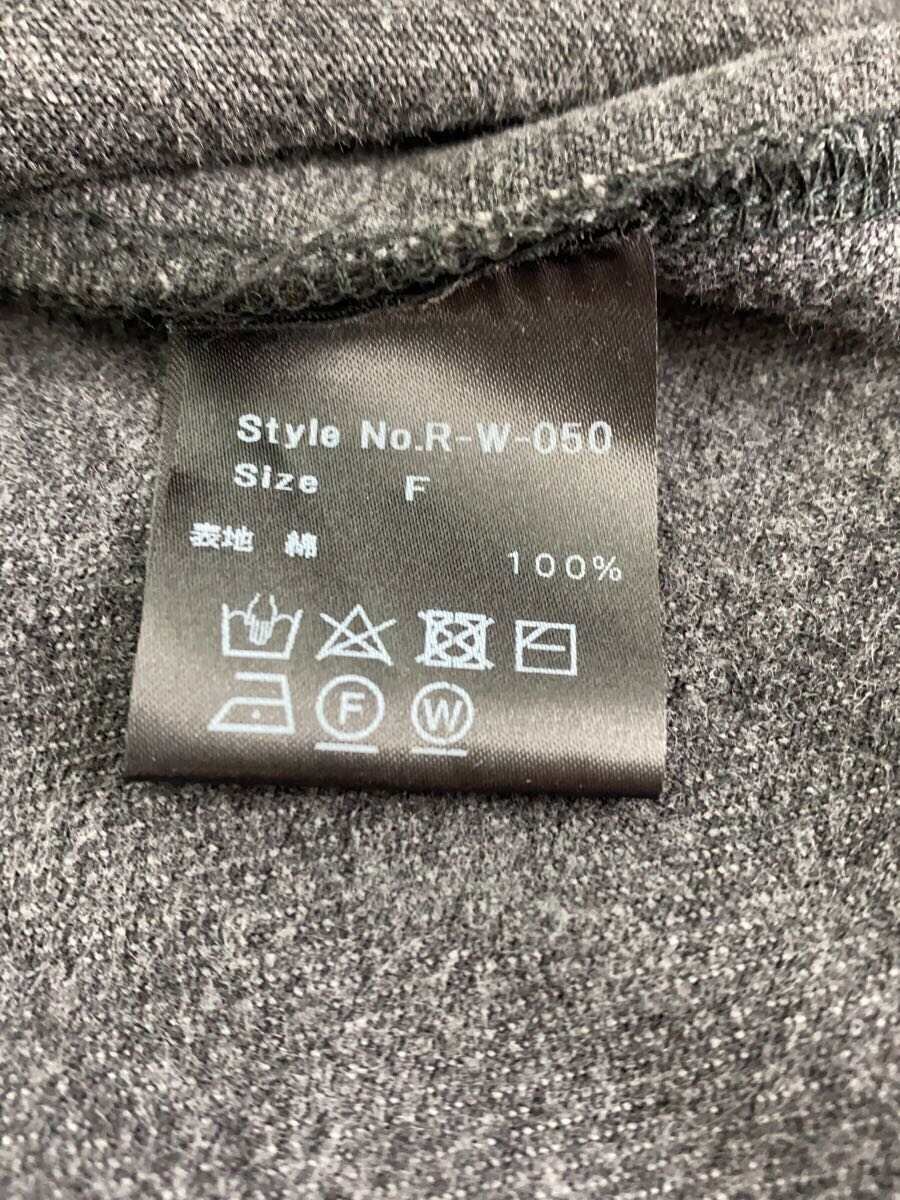 Style No.R-W-050
Size F
表地 綿 100%
F W